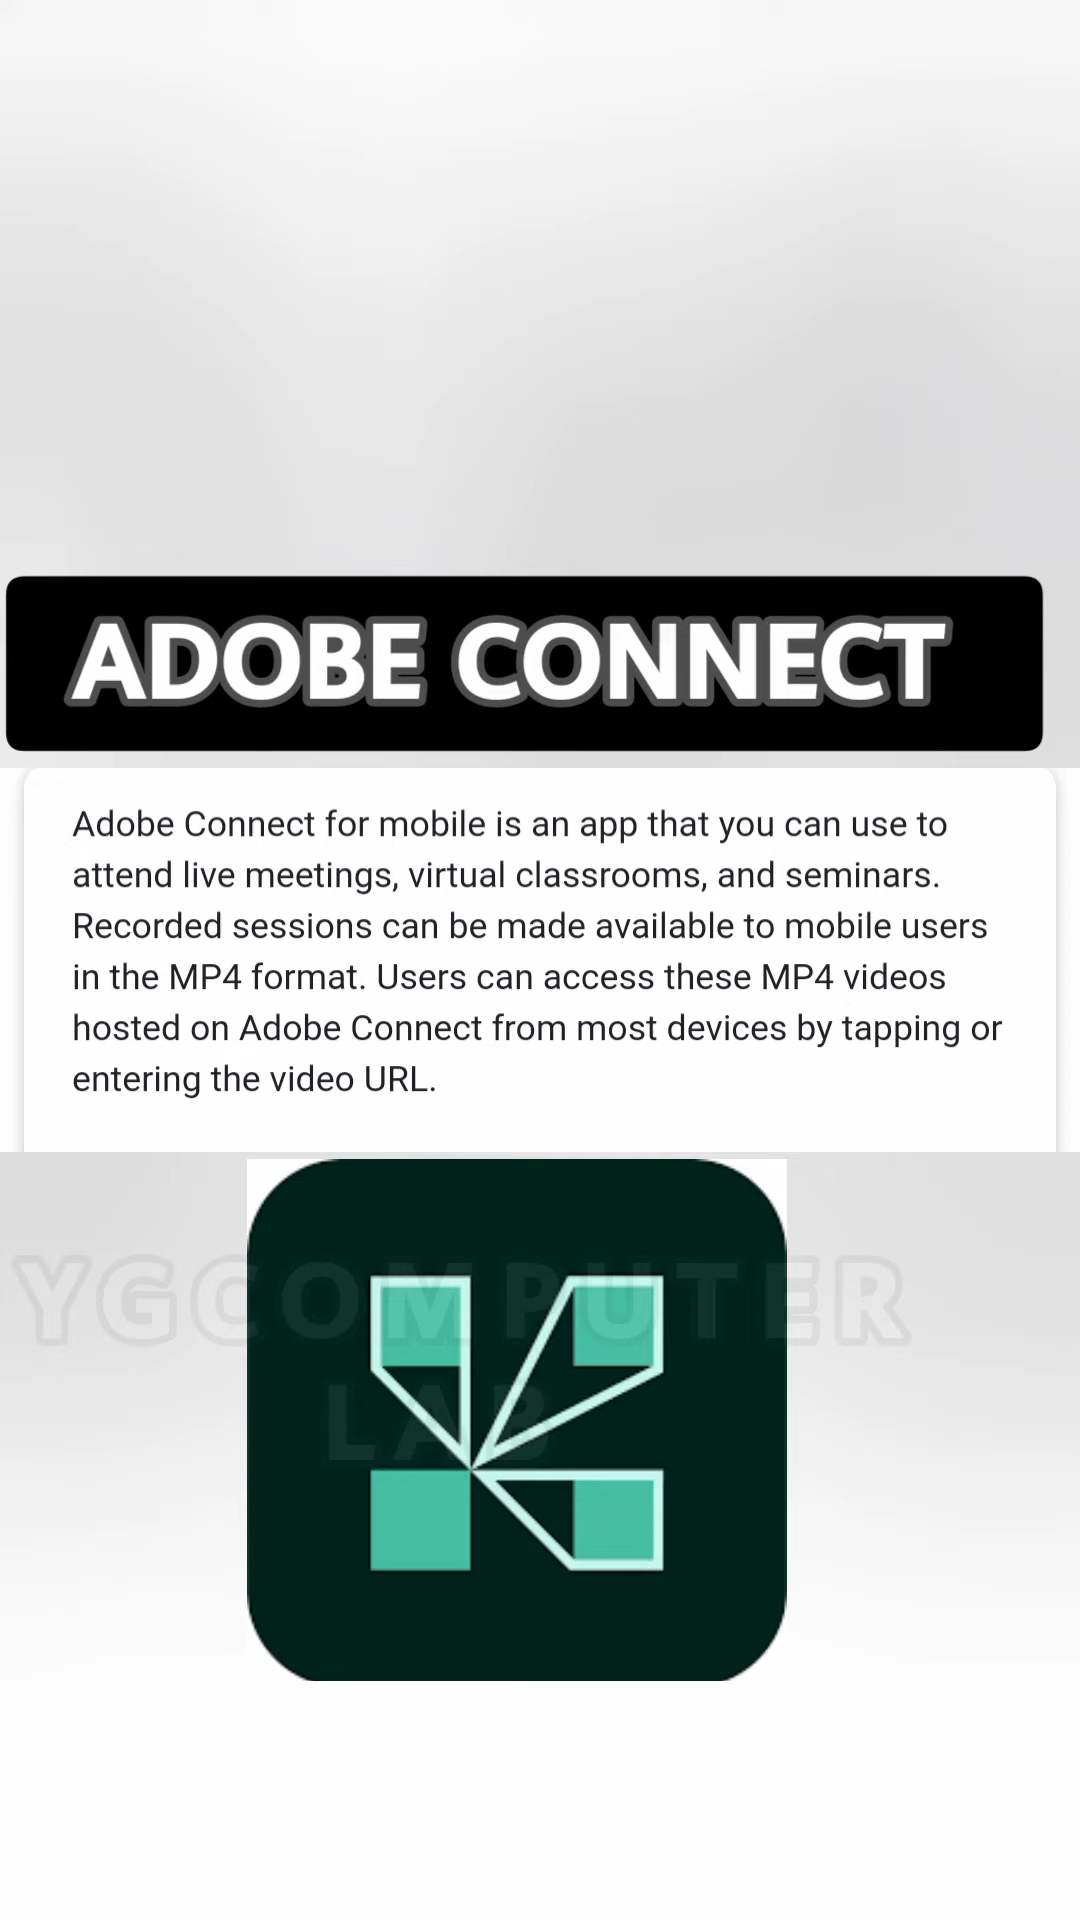 ADOBE CONNECT
Adobe Connect for mobile is an app that you can use to
attend live meetings, virtual classrooms, and seminars.
Recorded sessions can be made available to mobile users
in the MP4 format. Users can access these MP4 videos
hosted on Adobe Connect from most devices by tapping or
entering the video URL.
YGCOMPUTER
LAB